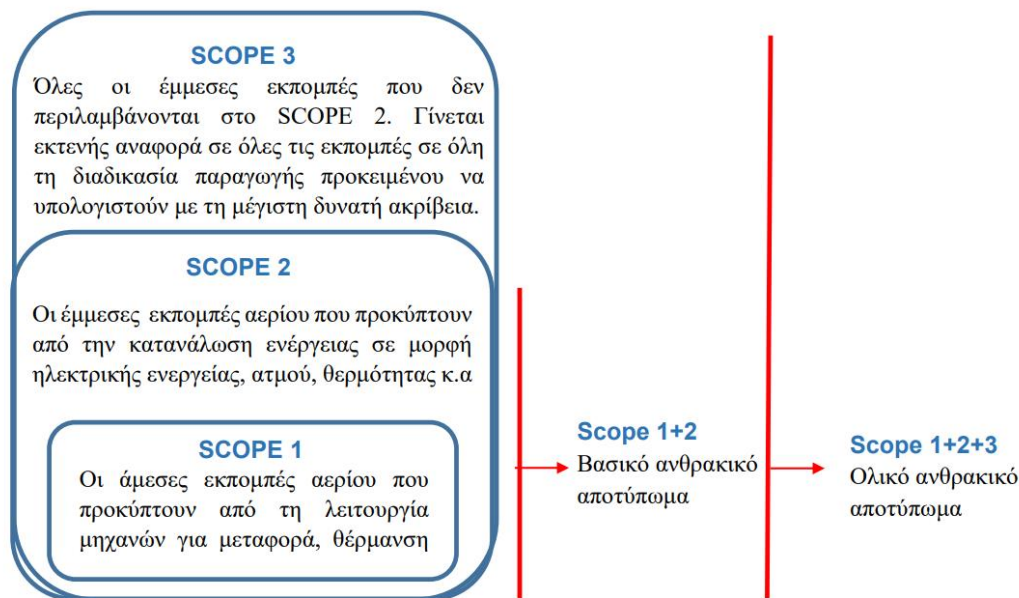 SCOPE 3
Όλες οι έμμεσες εκπομπές που δεν
περιλαμβάνονται στο SCOPE 2. Γίνεται
εκτενής αναφορά σε όλες τις εκπομπές σε όλη
τη διαδικασία παραγωγής προκειμένου να
υπολογιστούν με τη μέγιστη δυνατή ακρίβεια.
SCOPE 2
Οι έμμεσες εκπομπές αερίου που προκύπτουν
από την κατανάλωση ενέργειας σε μορφή
ηλεκτρικής ενεργείας, ατμού, θερμότητας κ.α
SCOPE 1
Οι άμεσες εκπομπές αερίου που
προκύπτουν από τη λειτουργία
μηχανών για μεταφορά, θέρμανση
Scope 1+2
Βασικό ανθρακικό
αποτύπωμα
Scope 1+2+3
Ολικό ανθρακικό
αποτύπωμα